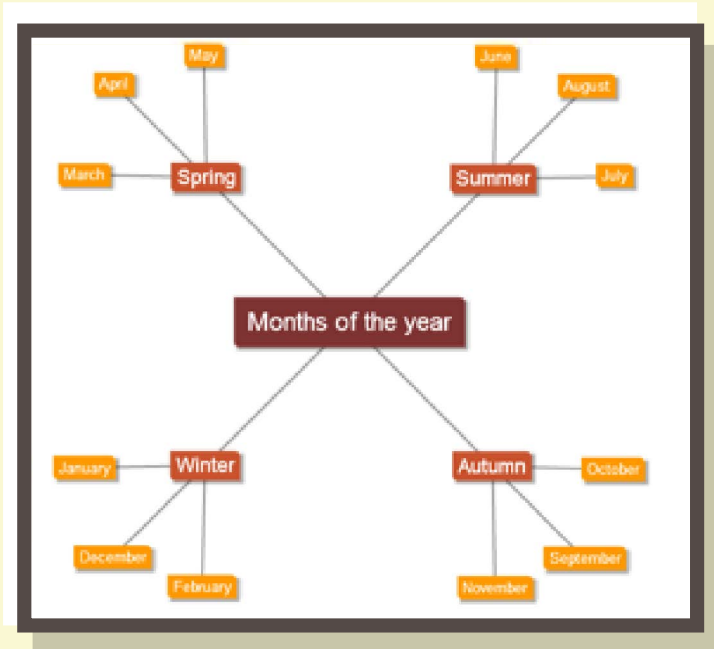 May
June
April
August
March
Spring
Summer
July
Months of the year
January
Winter
Autumn
October
December
September
February
November